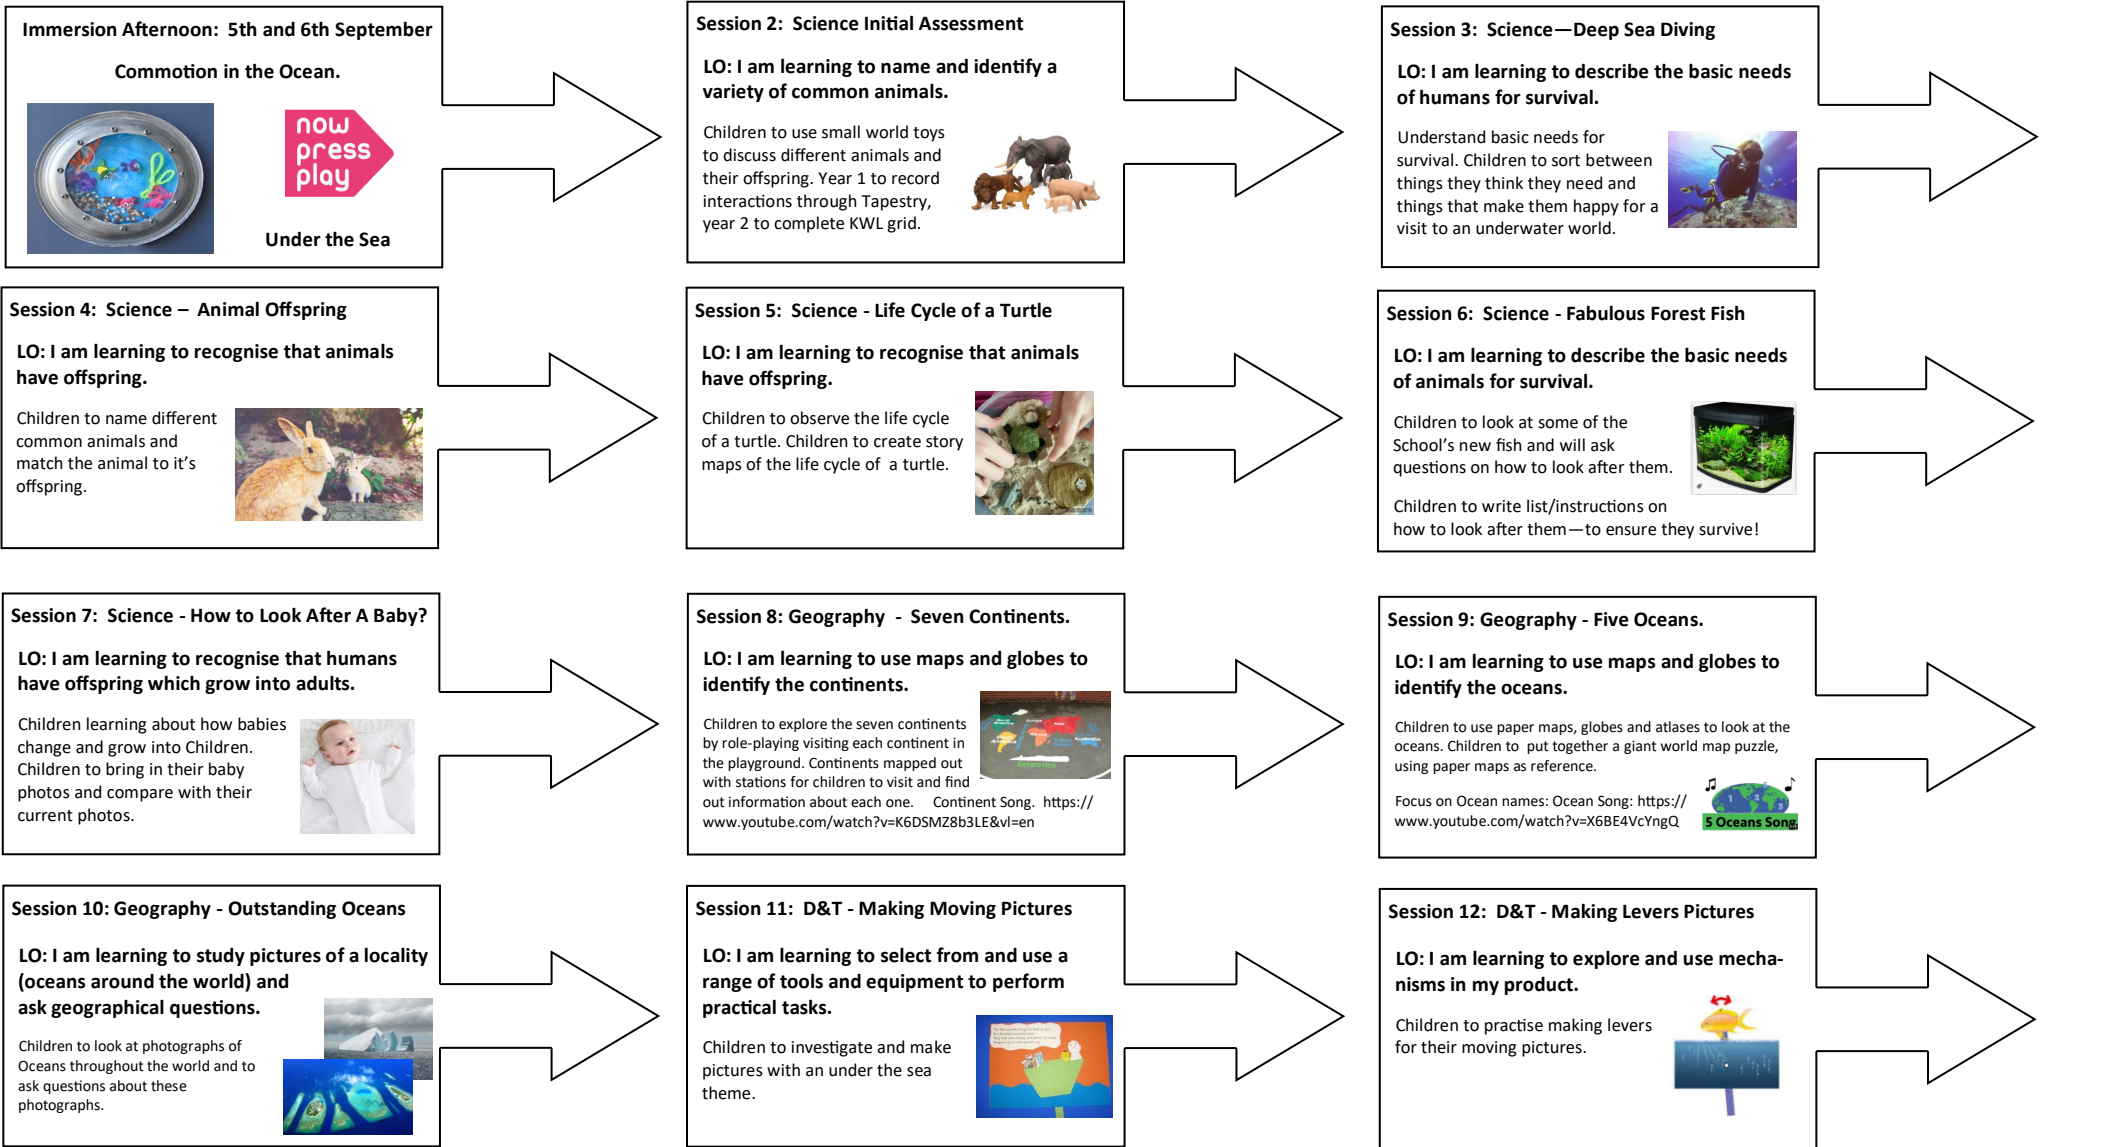 Immersion Afternoon:  5th and 6th September
Commotion in the Ocean.
now
press
play
Under the Sea
Session 2:  Science Initial Assessment
LO: I am learning to name and identify a
variety of common animals.
Children to use small world toys
to discuss different animals and
their offspring. Year 1 to record
interactions through Tapestry,
year 2 to complete KWL grid.
Session 3:  Science—Deep Sea Diving
LO: I am learning to describe the basic needs
of humans for survival.
Understand basic needs for
survival. Children to sort between
things they think they need and
things that make them happy for a
visit to an underwater world.
Session 4:  Science –  Animal Offspring
LO: I am learning to recognise that animals
have offspring.
Children to name different
common animals and
match the animal to it's
offspring.
Session 5:  Science - Life Cycle of a Turtle
LO: I am learning to recognise that animals
have offspring.
Children to observe the life cycle
of a turtle. Children to create story
maps of the life cycle of  a turtle.
Session 6:  Science - Fabulous Forest Fish
LO: I am learning to describe the basic needs
of animals for survival.
Children to look at some of the
School's new fish and will ask
questions on how to look after them.
Children to write list/instructions on
how to look after them—to ensure they survive!
Session 7:  Science - How to Look After A Baby?
LO: I am learning to recognise that humans
have offspring which grow into adults.
Children learning about how babies
change and grow into Children.
Children to bring in their baby
photos and compare with their
current photos.
Session 8: Geography  -  Seven Continents.
LO: I am learning to use maps and globes to
identify the continents.
Children to explore the seven continents
by role-playing visiting each continent in
the playground. Continents mapped out
with stations for children to visit and find
out information about each one.    Continent Song.  https://
www.youtube.com/watch?v=K6DSMZ8b3LE&vl=en
Antarctica
Session 9: Geography - Five Oceans.
LO: I am learning to use maps and globes to
identify the oceans.
Children to use paper maps, globes and atlases to look at the
oceans. Children to  put together a giant world map puzzle,
using paper maps as reference.
Focus on Ocean names: Ocean Song: https://
www.youtube.com/watch?v=X6BE4VcYngQ
5 Oceans Song
Session 10: Geography - Outstanding Oceans
LO: I am learning to study pictures of a locality
(oceans around the world) and
ask geographical questions.
Children to look at photographs of
Oceans throughout the world and to
ask questions about these
photographs.
Session 11:  D&T - Making Moving Pictures
LO: I am learning to select from and use a
range of tools and equipment to perform
practical tasks.
Children to investigate and make
pictures with an under the sea
theme.
Session 12:  D&T - Making Levers Pictures
LO: I am learning to explore and use mecha-
nisms in my product.
Children to practise making levers
for their moving pictures.